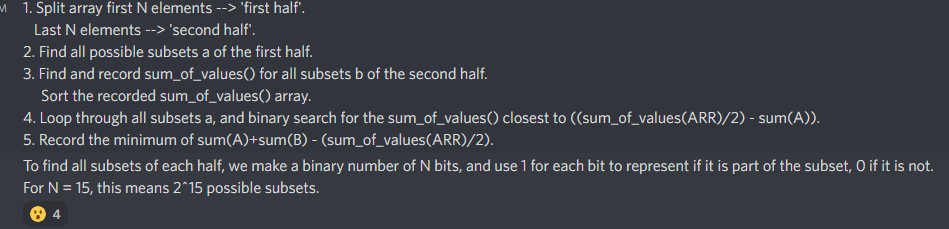 M 1. Split array first N elements --> 'first half'.
Last N elements --> 'second half'.
2. Find all possible subsets a of the first half.
3. Find and record sum_of_values() for all subsets b of the second half.
Sort the recorded sum_of_values() array.
4. Loop through all subsets a, and binary search for the sum_of_values() closest to ((sum_of_values(ARR)/2) - sum(A)).
5. Record the minimum of sum(A)+sum(B) - (sum_of_values(ARR)/2).
To find all subsets of each half, we make a binary number of N bits, and use 1 for each bit to represent if it is part of the subset, 0 if it is not.
For N = 15, this means 2^15 possible subsets.
4